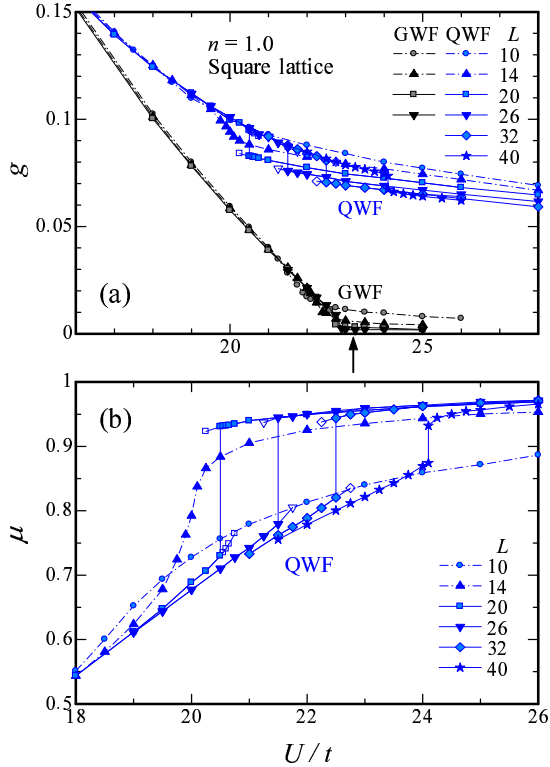 0.15
n = 1.0
Square lattice
GWF QWF L
10
14
20
26
32
40
0.1
g
0.05
QWF
(a)
GWF
0
20 25
1
(b)
0.9
0.8
μ
0.7
QWF
L
10
14
20
26
32
40
0.6
0.5
18 20 22 24 26
U / t